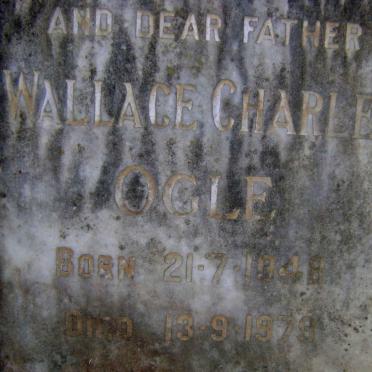 AND DEAR FATHER
WALLACE CHARLE
OGLE
BORN 21-7-1948
DIED 13-9-1979